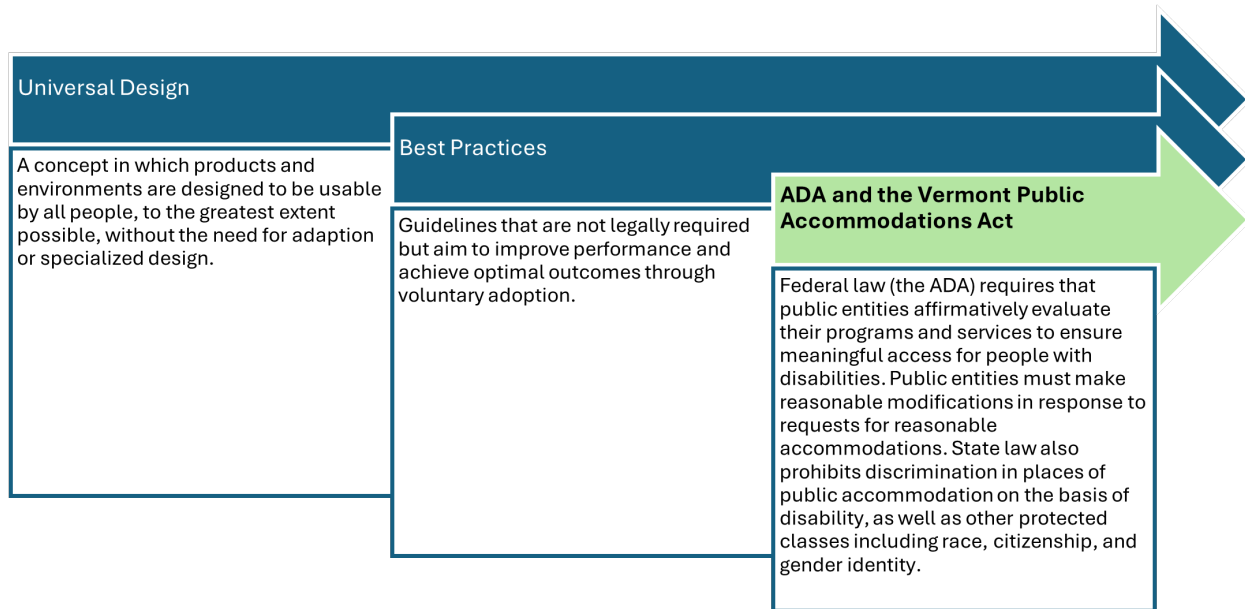 Universal Design
A concept in which products and
environments are designed to be usable
by all people, to the greatest extent
possible, without the need for adaption
or specialized design.
Best Practices
Guidelines that are not legally required
but aim to improve performance and
achieve optimal outcomes through
voluntary adoption.
ADA and the Vermont Public
Accommodations Act
Federal law (the ADA) requires that
public entities affirmatively evaluate
their programs and services to ensure
meaningful access for people with
disabilities. Public entities must make
reasonable modifications in response to
requests for reasonable
accommodations. State law also
prohibits discrimination in places of
public accommodation on the basis of
disability, as well as other protected
classes including race, citizenship, and
gender identity.